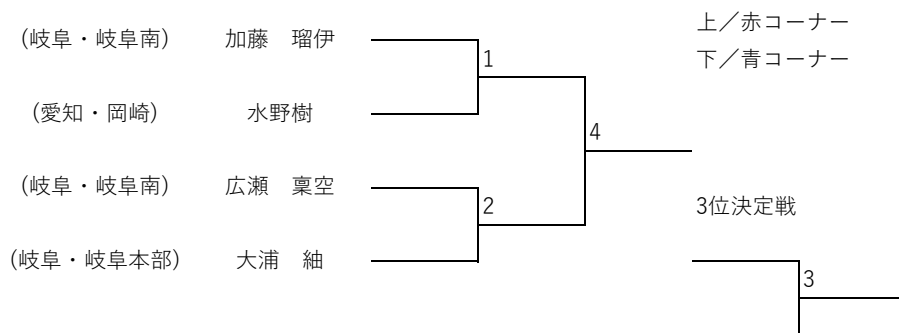 (岐阜・岐阜南) 加藤　瑠伊
上／赤コーナー
1
下／青コーナー
(愛知・岡崎) 水野樹
4
(岐阜・岐阜南) 広瀬　稟空
2
3位決定戦
(岐阜・岐阜本部) 大浦　紬
3